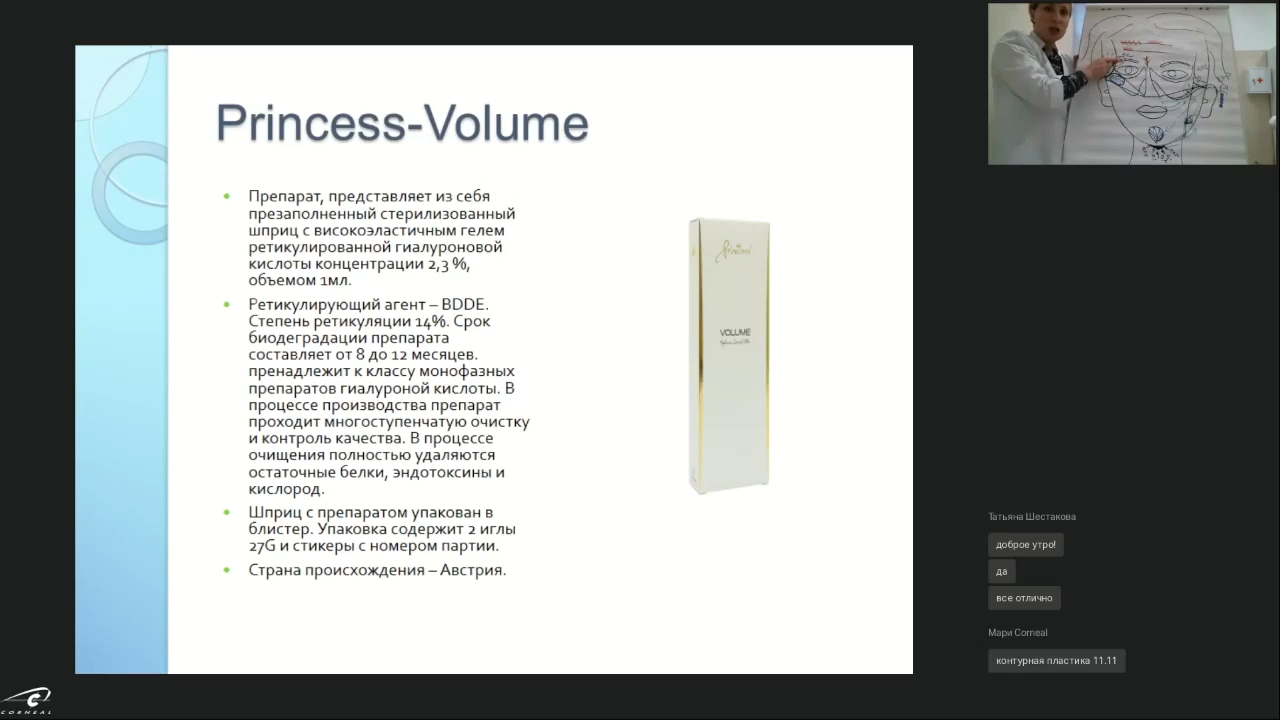 Princess-Volume
Препарат, представляет из себя
презаполненный стерилизованный
шприц с високоэластичным гелем
ретикулированной гиалуроновой
кислоты концентрации 2,3 %,
объемом 1мл.
Ретикулирующий агент – BDDE.
Степень ретикуляции 14%. Срок
биодеградации препарата
составляет от 8 до 12 месяцев.
пренадлежит к классу монофазных
препаратов гиалуроной кислоты. В
процессе производства препарат
проходит многоступенчатую очистку
и контроль качества. В процессе
очищения полностью удаляются
остаточные белки, эндотоксины и
кислород.
Шприц с препаратом упакован в
блистер. Упаковка содержит 2 иглы
27G и стикеры с номером партии.
Страна происхождения – Австрия.
Princess
VOLUME
Татьяна Шестакова
доброе утро!
да
все отлично
Мари Corneal
контурная пластика 11.11
CORNEAL